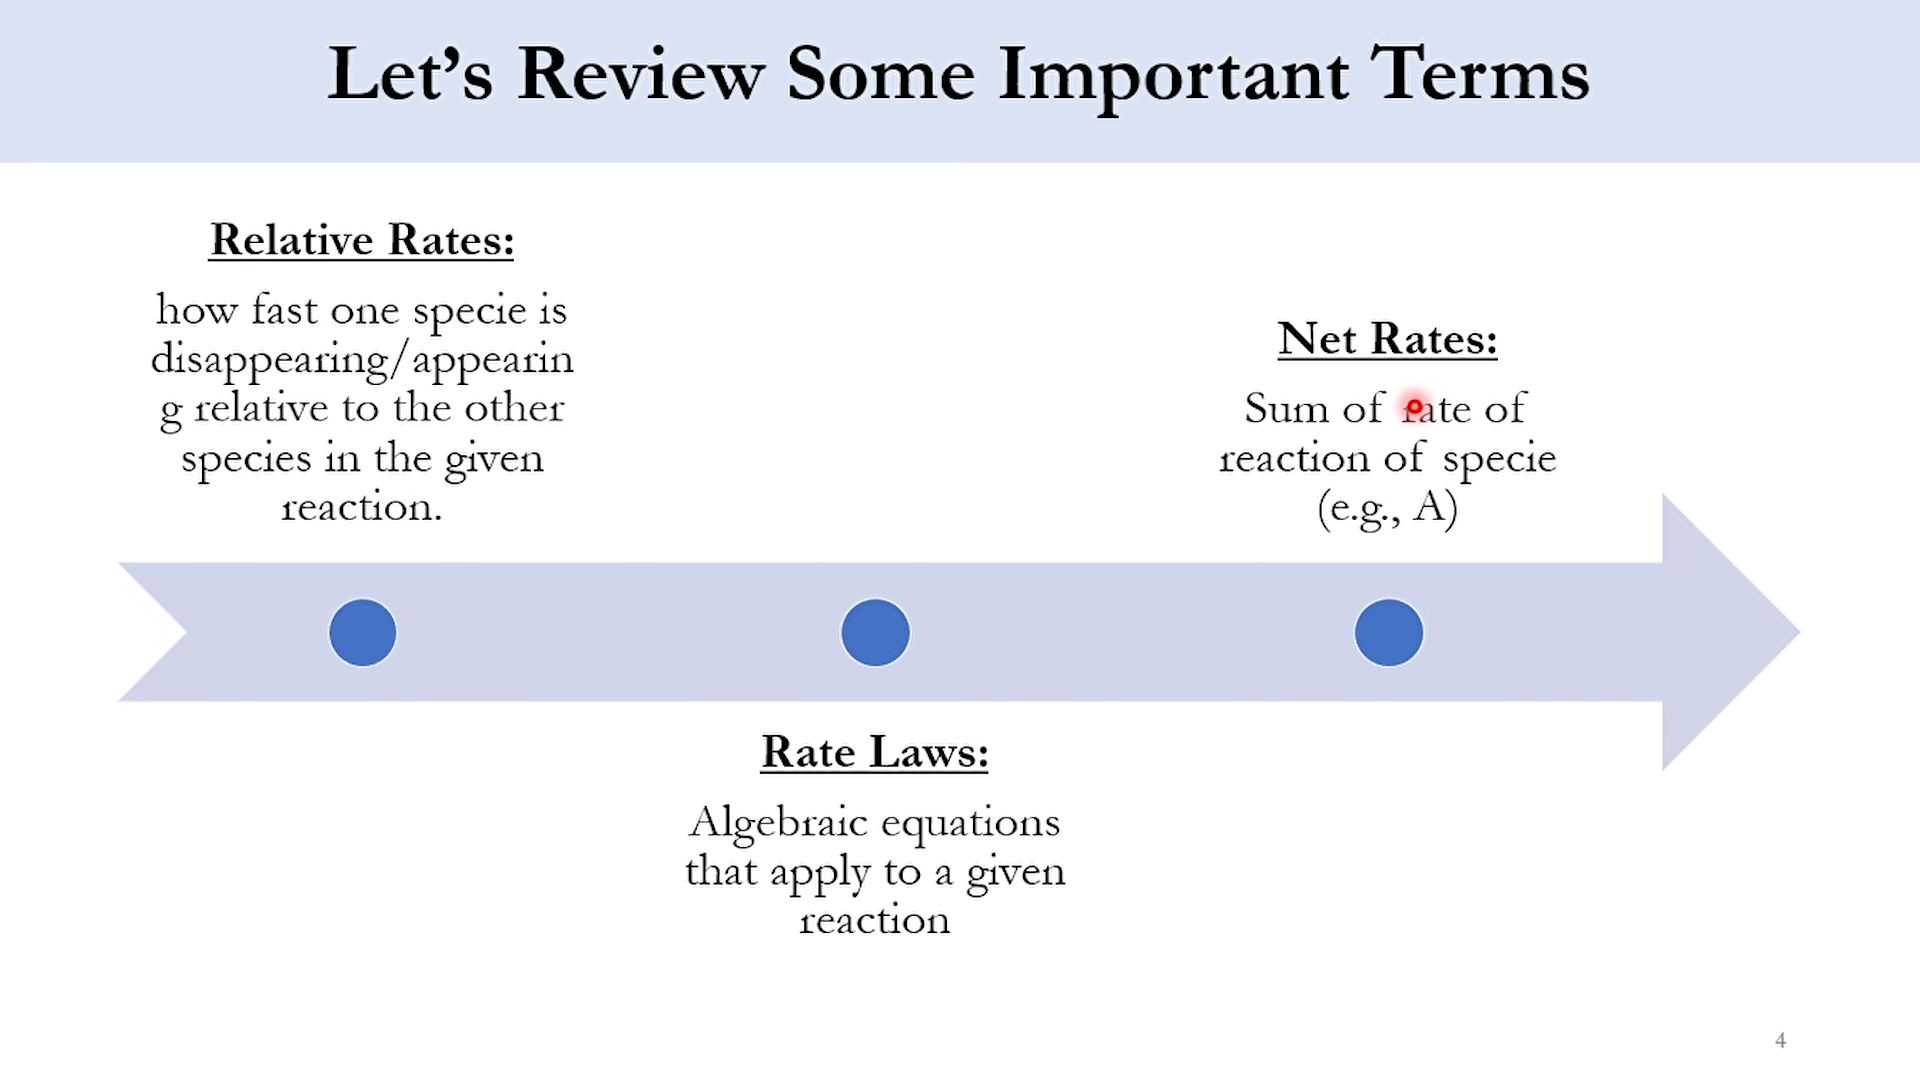 Let’s Review Some Important Terms
Relative Rates:
how fast one specie is
disappearing/appearin
g relative to the other
species in the given
reaction.
Net Rates:
Sum of rate of
reaction of specie
(e.g., A)
Rate Laws:
Algebraic equations
that apply to a given
reaction
4